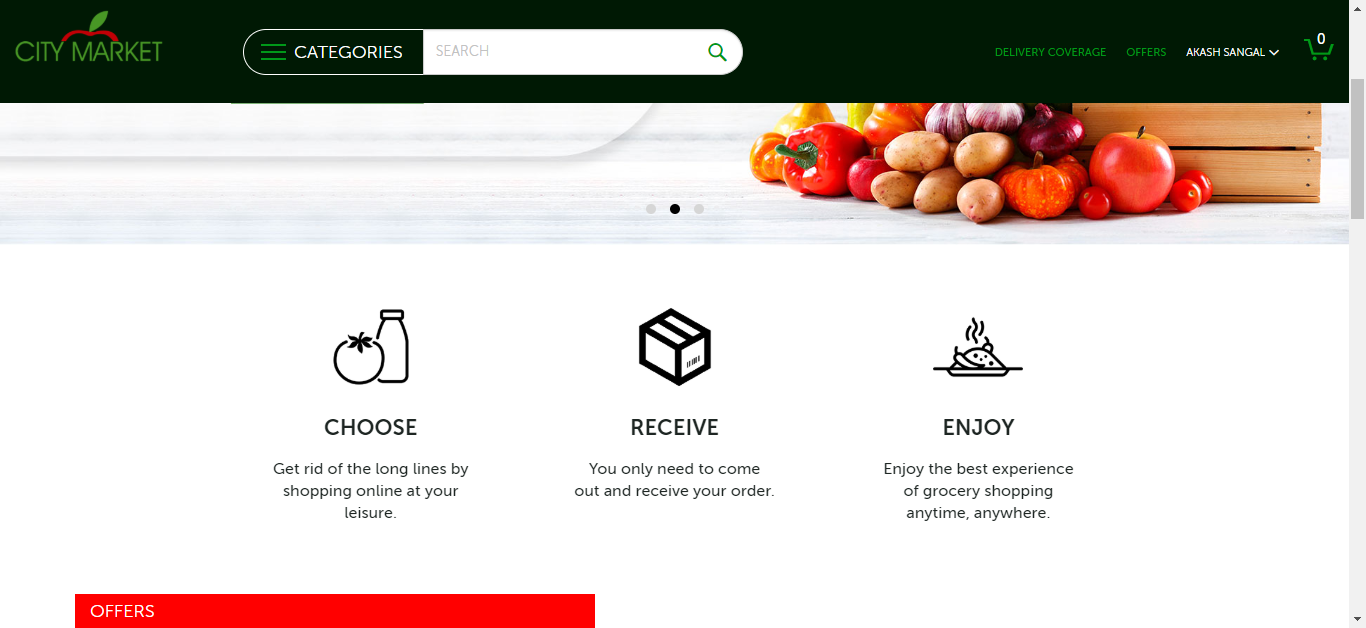 CITY MARKET
CATEGORIES
SEARCH
DELIVERY COVERAGE
OFFERS
AKASH SANGAL
0
CHOOSE
Get rid of the long lines by
shopping online at your
leisure.
RECEIVE
You only need to come
out and receive your order.
ENJOY
Enjoy the best experience
of grocery shopping
anytime, anywhere.
OFFERS